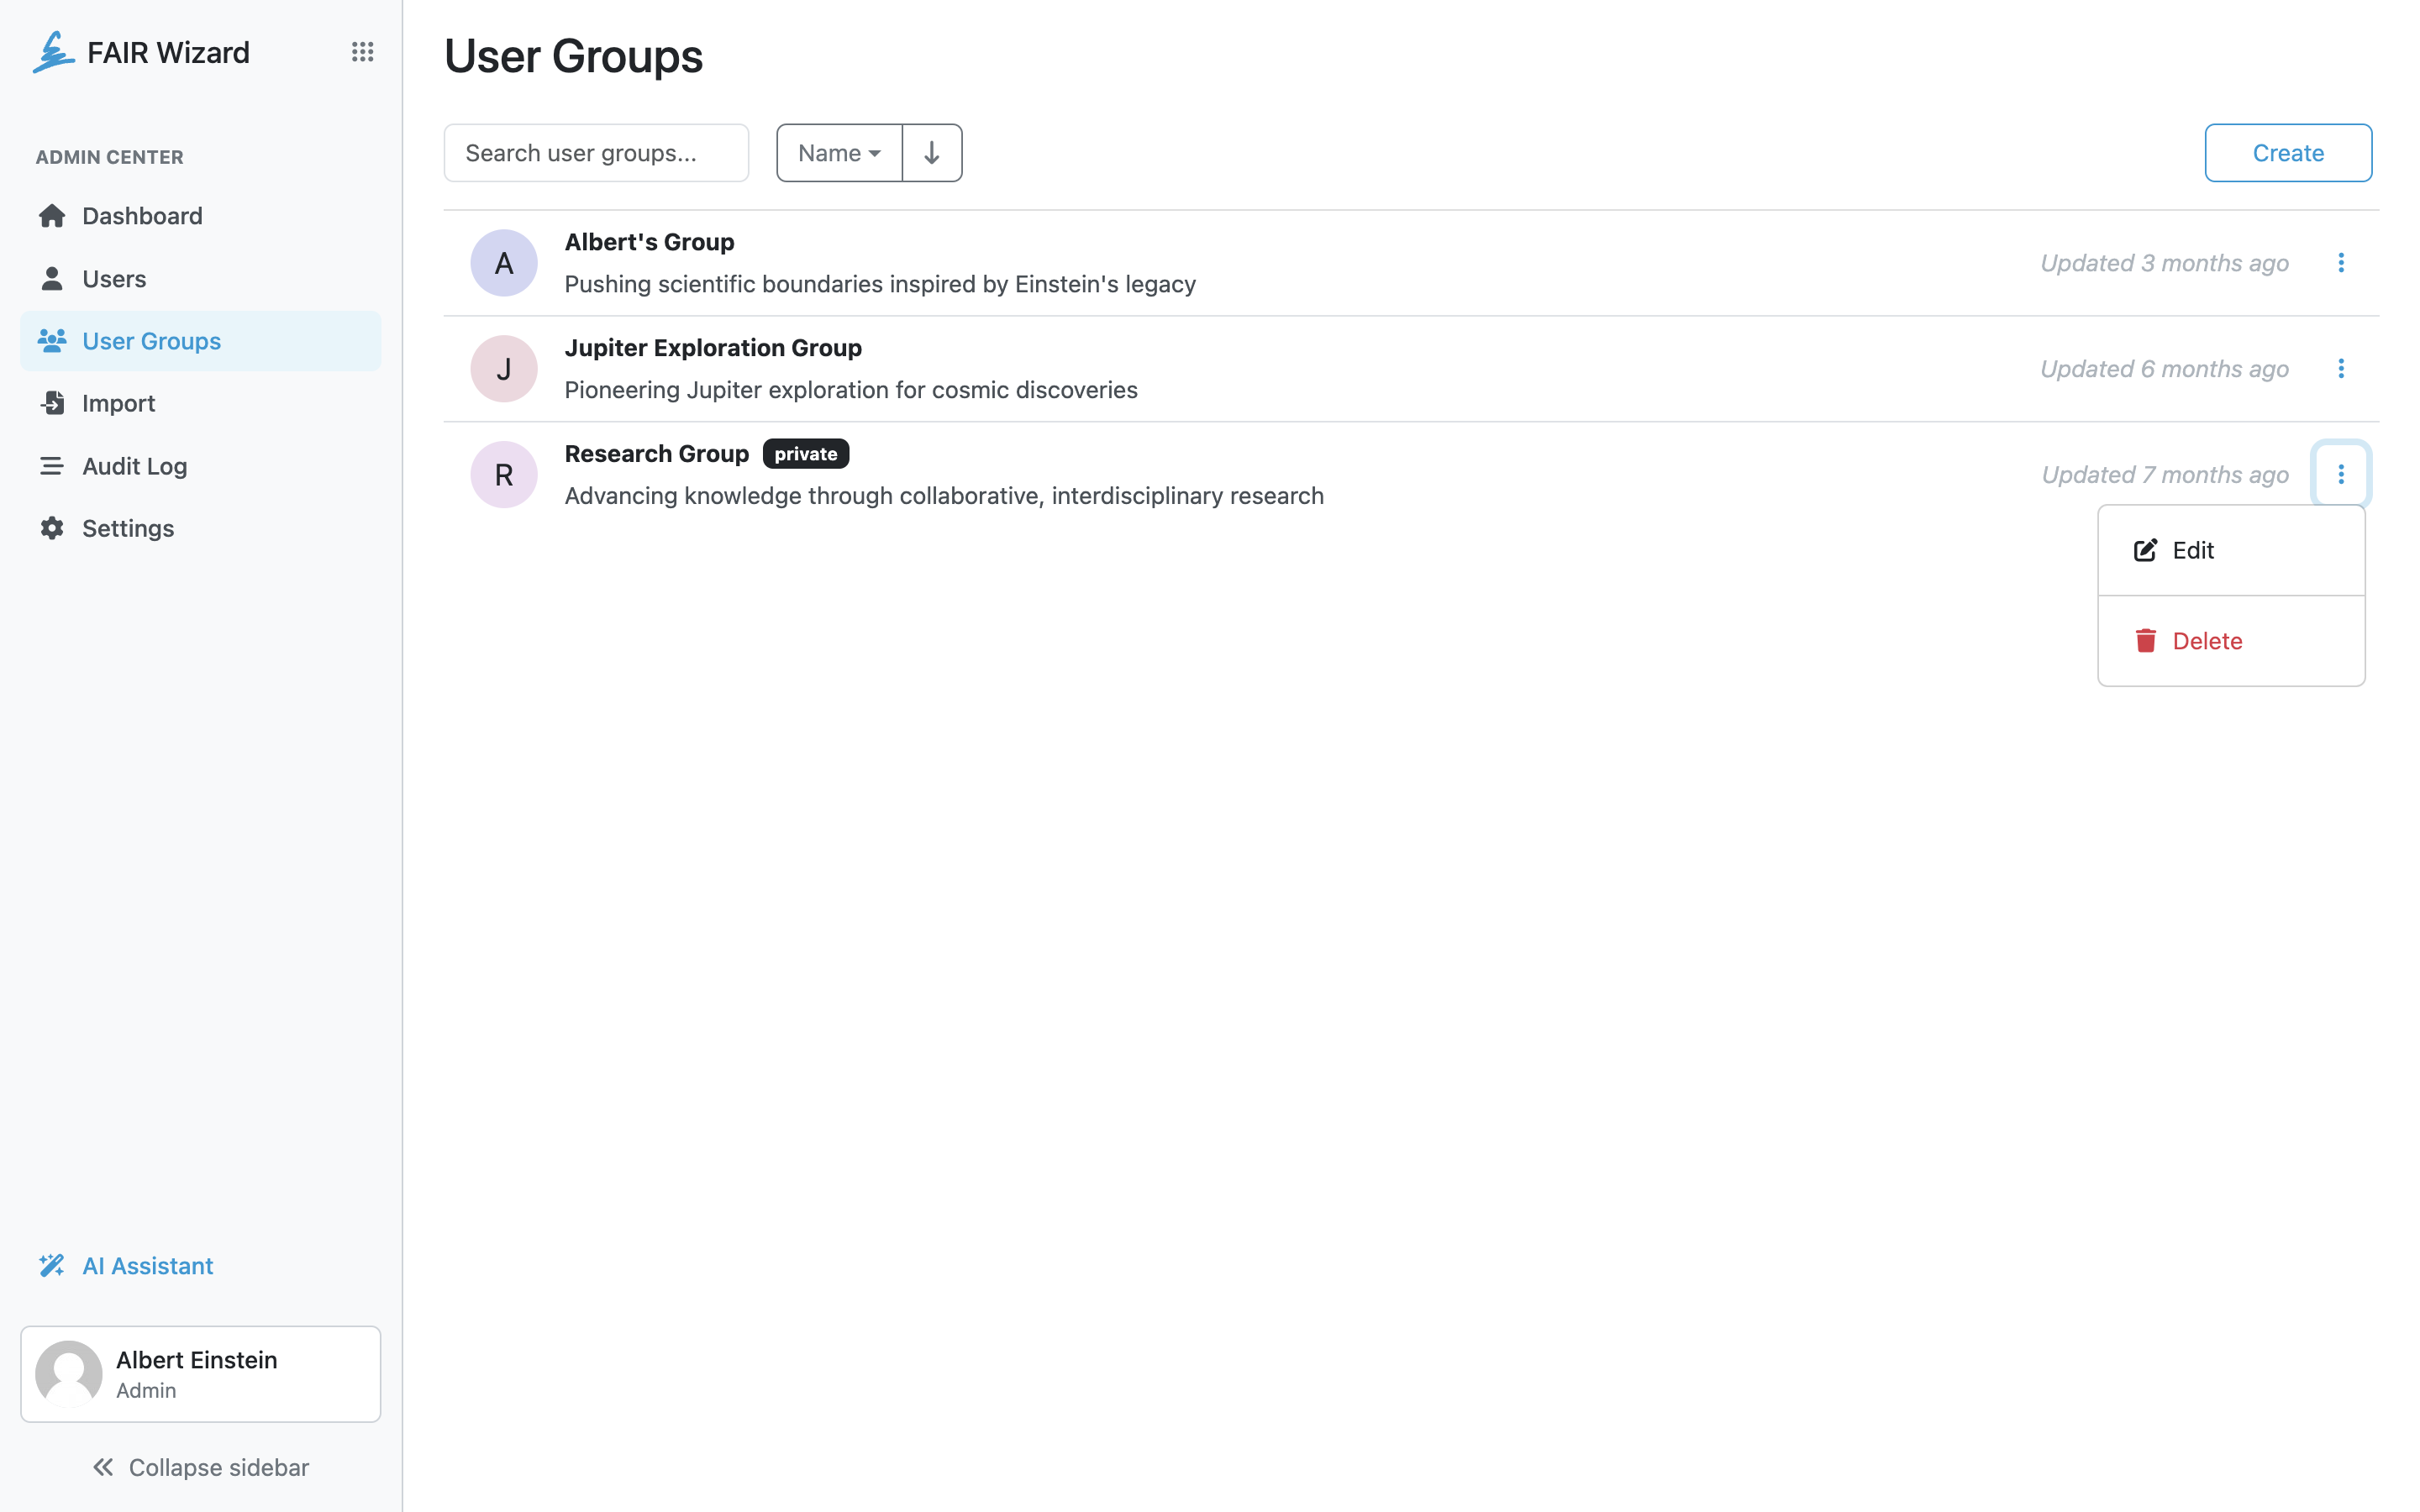 FAIR Wizard
ADMIN CENTER
Dashboard
Users
User Groups
Import
Audit Log
Settings
AI Assistant
Albert Einstein
Admin
Collapse sidebar
User Groups
Search user groups...
Name
Create
A
Albert's Group
Pushing scientific boundaries inspired by Einstein's legacy
Updated 3 months ago
J
Jupiter Exploration Group
Pioneering Jupiter exploration for cosmic discoveries
Updated 6 months ago
R
Research Group private
Advancing knowledge through collaborative, interdisciplinary research
Updated 7 months ago
Edit
Delete